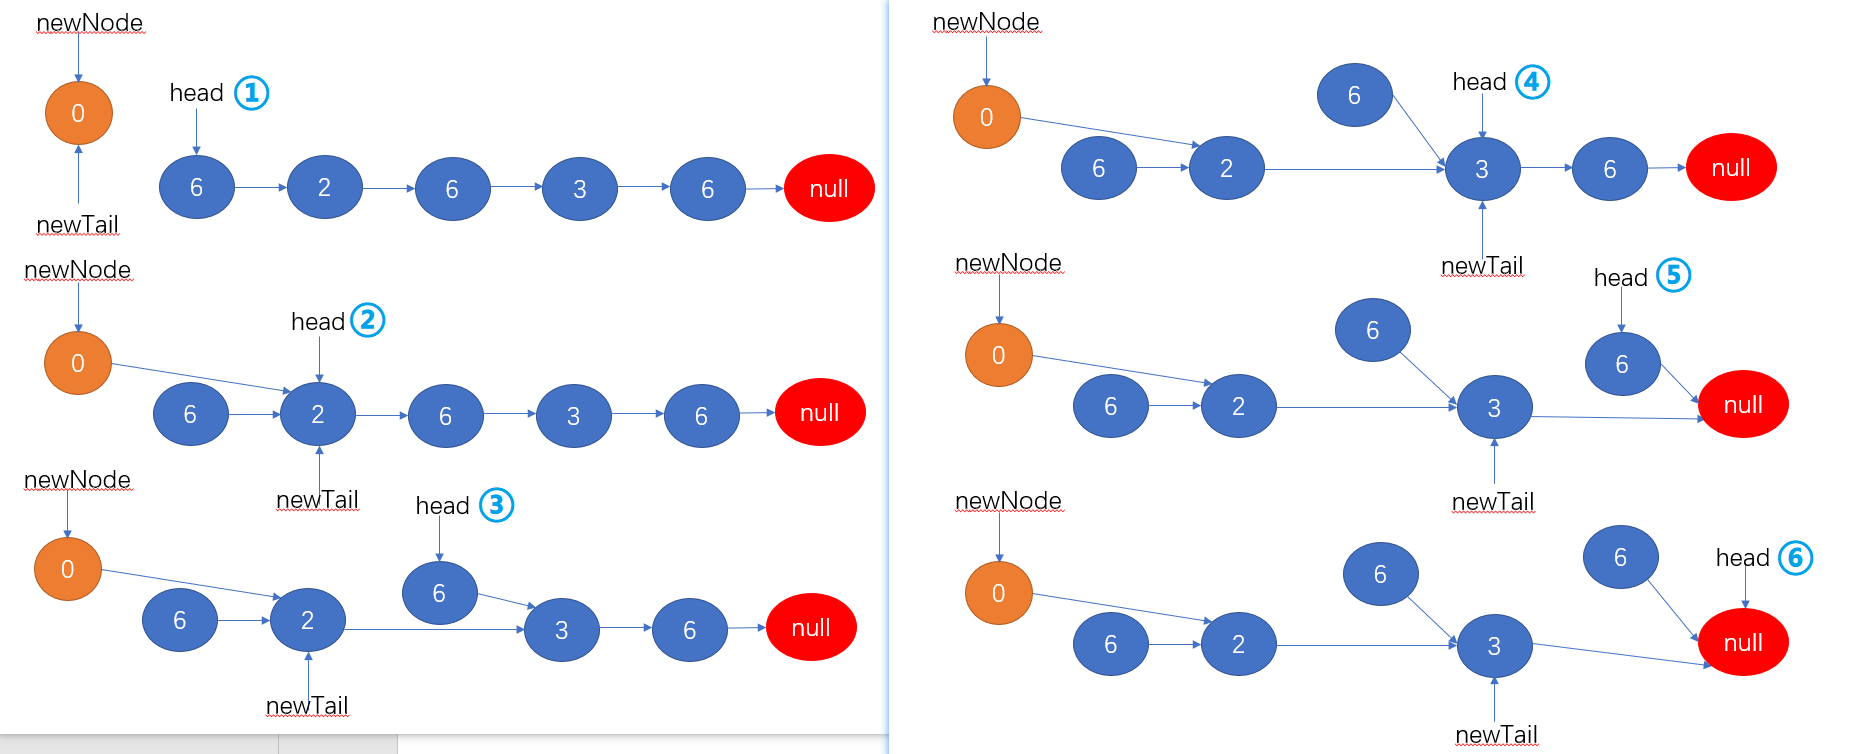 newNode
0
head ①
6 2 6 3 6 null
newTail
newNode
head ②
0
6 2 6 3 6 null
newTail
newNode
head ③
0
6
6 2 3 6 null
newTail
newNode
head ④
6
0
6 2 3 6 null
newTail
newNode
head ⑤
6
0
6
6 2 3 null
newTail
newNode
6
head ⑥
6
0
6 2 3 null
newTail